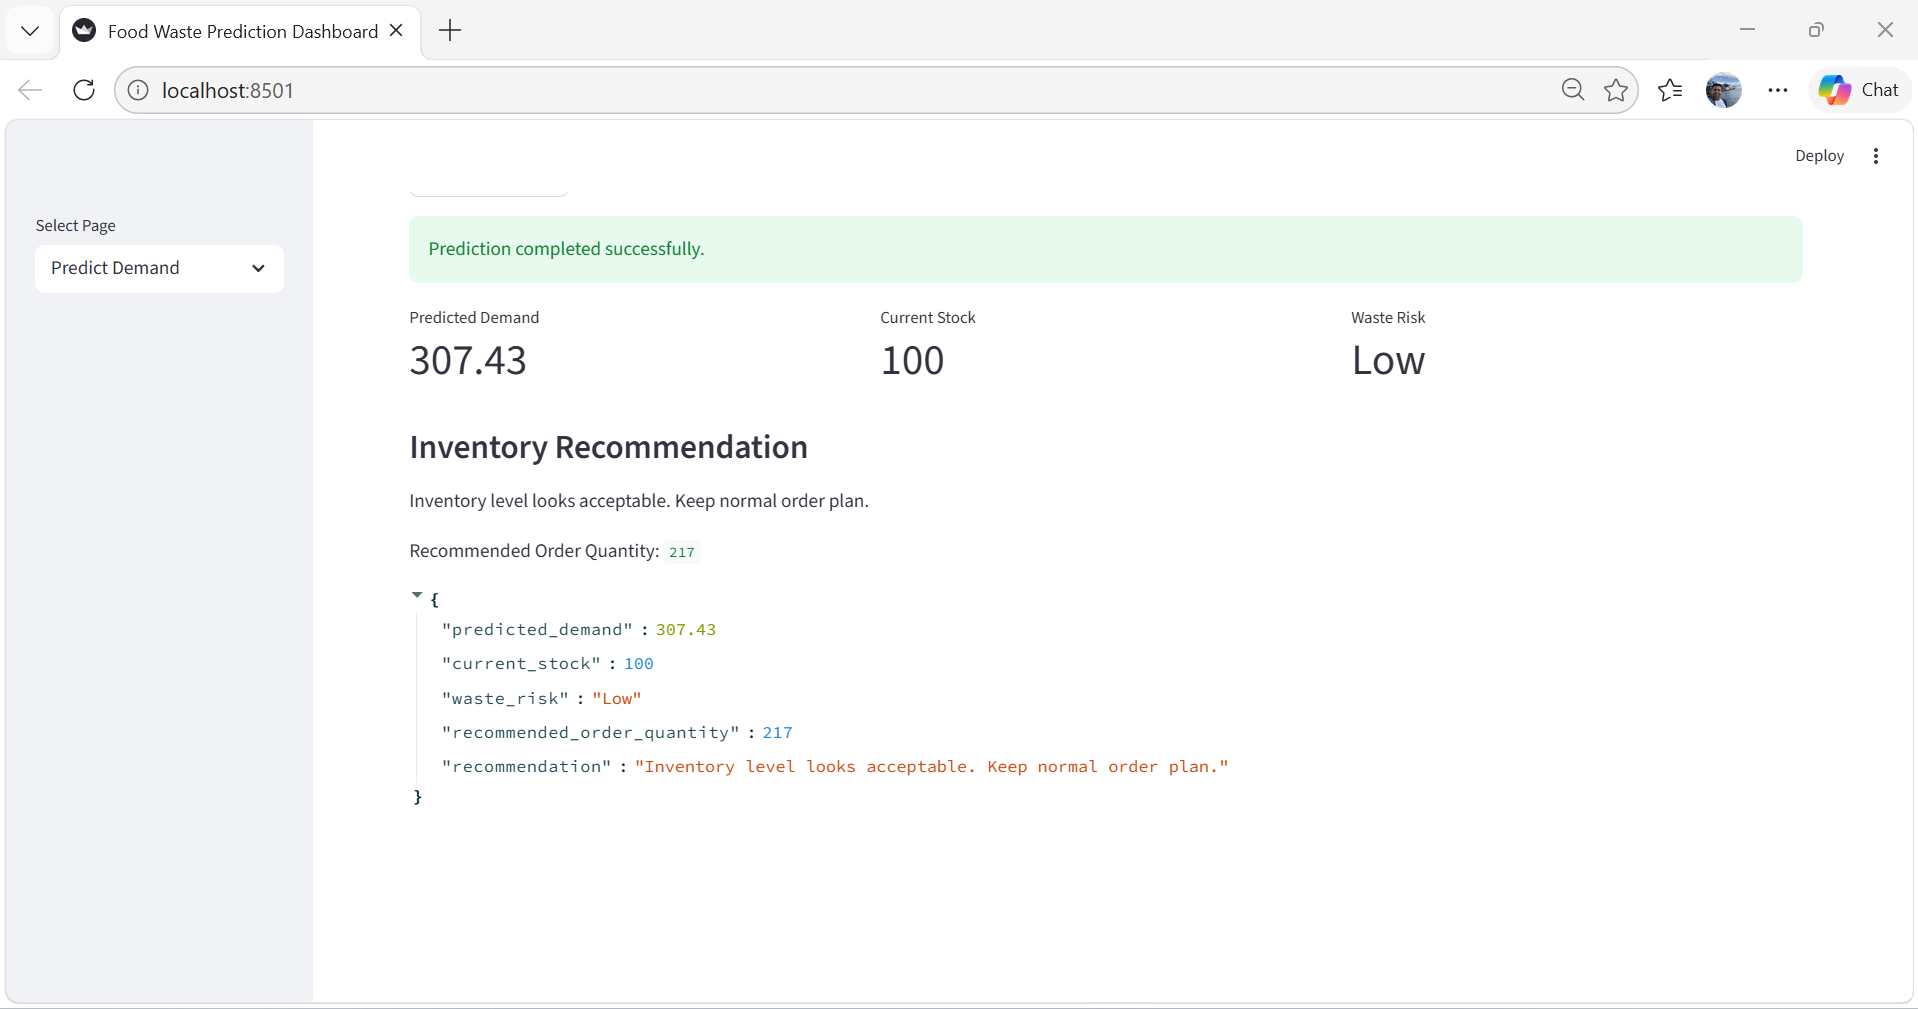 Food Waste Prediction Dashboard
localhost:8501
Chat
Deploy
Select Page
Predict Demand
Prediction completed successfully.
Predicted Demand
307.43
Current Stock
100
Waste Risk
Low
Inventory Recommendation
Inventory level looks acceptable. Keep normal order plan.
Recommended Order Quantity: 217
{
"predicted_demand" : 307.43
"current_stock" : 100
"waste_risk" : "Low"
"recommended_order_quantity" : 217
"recommendation" : "Inventory level looks acceptable. Keep normal order plan."
}